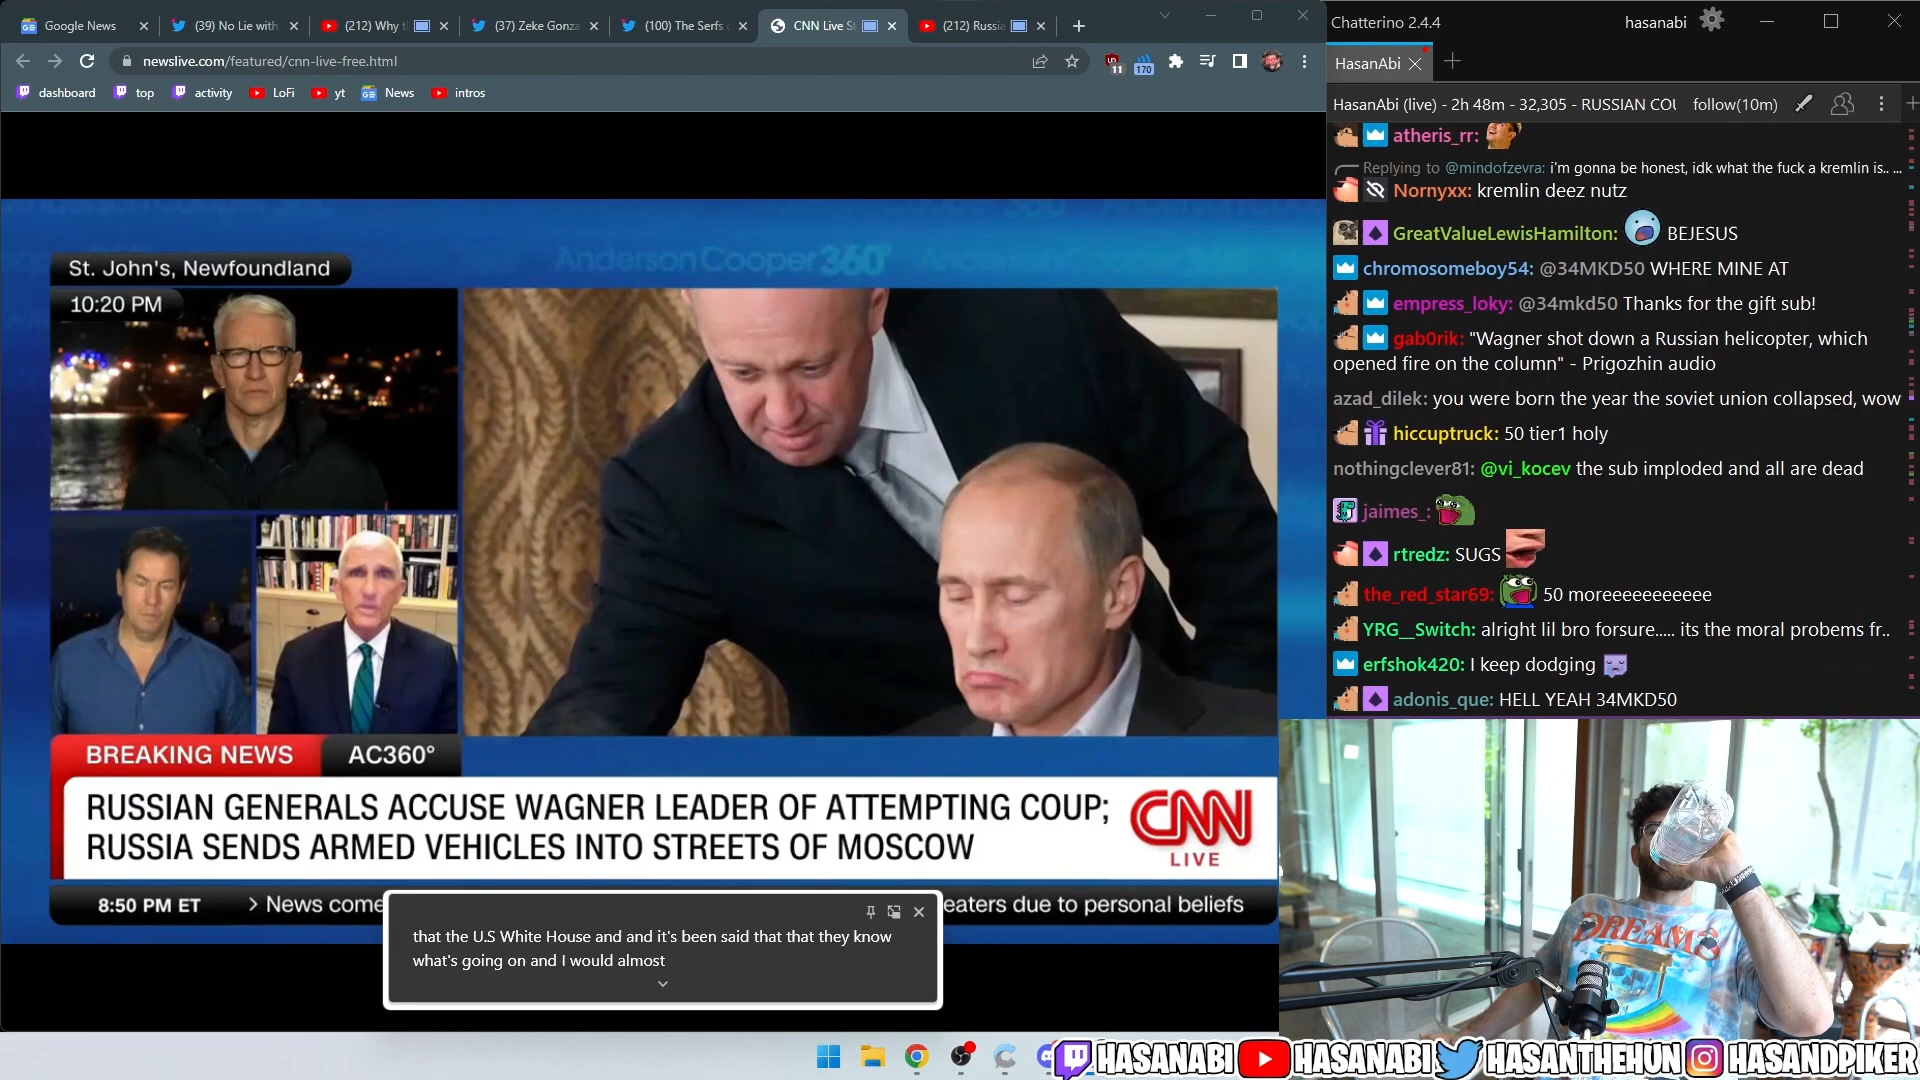 Google News
(39) No Lie with
(212) Why t
(37) Zeke Gonza
(100) The Serfs
CNN Live S
(212) Russia
newslive.com/featured/cnn-live-free.html
11
170
dashboard
top
activity
LoFi
yt
News
intros
Anderson Cooper 360°
St. John's, Newfoundland
10:20 PM
BREAKING NEWS
AC360°
RUSSIAN GENERALS ACCUSE WAGNER LEADER OF ATTEMPTING COUP;
RUSSIA SENDS ARMED VEHICLES INTO STREETS OF MOSCOW
CNN
LIVE
8:50 PM ET
> News come
eaters due to personal beliefs
that the U.S White House and and it's been said that that they know
what's going on and I would almost
Chatterino 2.4.4
hasanabi
HasanAbi
HasanAbi (live) - 2h 48m - 32,305 - RUSSIAN COU
follow(10m)
atheris_rr:
Replying to @mindofzevra: i'm gonna be honest, idk what the fuck a kremlin is.. ...
Nornyxx: kremlin deez nutz
GreatValueLewisHamilton: BEJESUS
chromosomeboy54: @34MKD50 WHERE MINE AT
empress_loky: @34mkd50 Thanks for the gift sub!
gab0rik: "Wagner shot down a Russian helicopter, which
opened fire on the column" - Prigozhin audio
azad_dilek: you were born the year the soviet union collapsed, wow
hiccuptruck: 50 tier1 holy
nothingclever81: @vi_kocev the sub imploded and all are dead
jaimes_:
rtredz: SUGS
the_red_star69: 50 moreeeeeeeeeee
YRG__Switch: alright lil bro forsure..... its the moral probems fr..
erfshok420: I keep dodging
adonis_que: HELL YEAH 34MKD50
DREAMS
HASANABI
HASANABI
HASANTHEHUN
HASANDPIKER